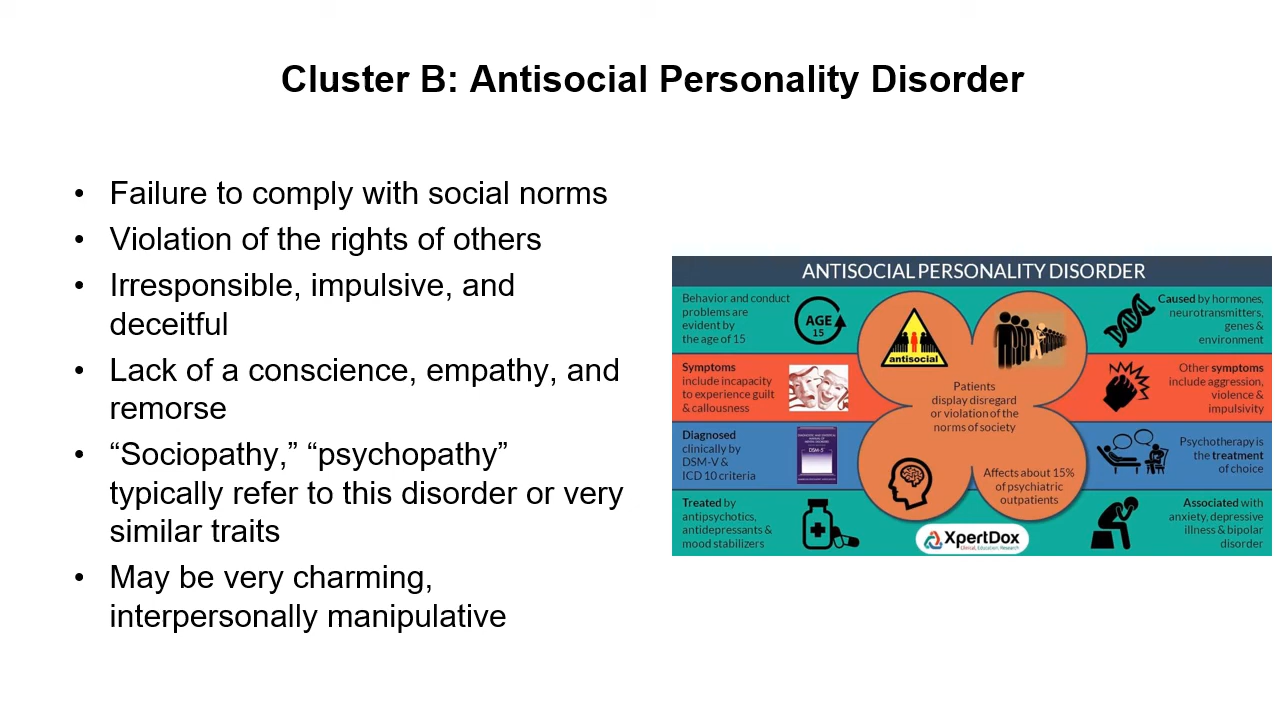 Cluster B: Antisocial Personality Disorder
• Failure to comply with social norms
• Violation of the rights of others
• Irresponsible, impulsive, and
deceitful
• Lack of a conscience, empathy, and
remorse
• “Sociopathy,” “psychopathy”
typically refer to this disorder or very
similar traits
• May be very charming,
interpersonally manipulative
ANTISOCIAL PERSONALITY DISORDER
Behavior and conduct
problems are
evident by
the age of 15
AGE
15
Symptoms
include incapacity
to experience guilt
& callousness
Diagnosed
clinically by
DSM-V &
ICD 10 criteria
DSM-5
Treated by
antipsychotics,
antidepressants &
mood stabilizers
antisocial
Patients
display disregard
or violation of the
norms of society
Affects about 15%
of psychiatric
outpatients
XpertDox
Clinical, Education, Research
Caused by hormones,
neurotransmitters,
genes &
environment
Other symptoms
include aggression,
violence &
impulsivity
Psychotherapy is
the treatment
of choice
Associated with
anxiety, depressive
illness & bipolar
disorder